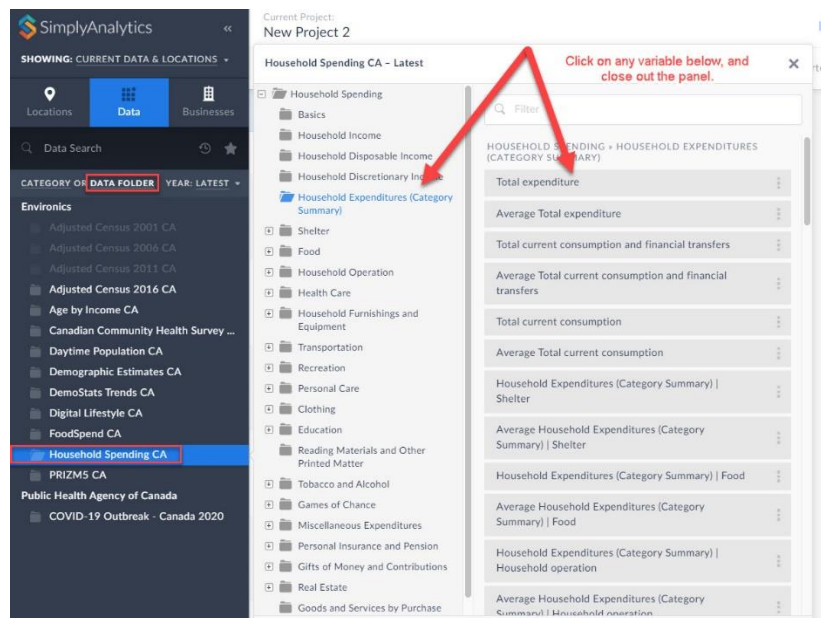 SimplyAnalytics «
SHOWING: CURRENT DATA & LOCATIONS
Locations
Data
Businesses
Data Search
CATEGORY OR DATA FOLDER YEAR: LATEST
Environics
Adjusted Census 2001 CA
Adjusted Census 2006 CA
Adjusted Census 2011 CA
Adjusted Census 2016 CA
Age by Income CA
Canadian Community Health Survey ...
Daytime Population CA
Demographic Estimates CA
DemoStats Trends CA
Digital Lifestyle CA
FoodSpend CA
Household Spending CA
PRIZM5 CA
Public Health Agency of Canada
COVID-19 Outbreak - Canada 2020
Current Project:
New Project 2
Household Spending CA – Latest
Click on any variable below, and
close out the panel.
Household Spending
Basics
Household Income
Household Disposable Income
Household Discretionary Income
Household Expenditures (Category
Summary)
Shelter
Food
Household Operation
Health Care
Household Furnishings and
Equipment
Transportation
Recreation
Personal Care
Clothing
Education
Reading Materials and Other
Printed Matter
Tobacco and Alcohol
Games of Chance
Miscellaneous Expenditures
Personal Insurance and Pension
Gifts of Money and Contributions
Real Estate
Goods and Services by Purchase
Filter
HOUSEHOLD SPENDING » HOUSEHOLD EXPENDITURES
(CATEGORY SUMMARY)
Total expenditure
Average Total expenditure
Total current consumption and financial transfers
Average Total current consumption and financial
transfers
Total current consumption
Average Total current consumption
Household Expenditures (Category Summary) |
Shelter
Average Household Expenditures (Category
Summary) | Shelter
Household Expenditures (Category Summary) | Food
Average Household Expenditures (Category
Summary) | Food
Household Expenditures (Category Summary) |
Household operation
Average Household Expenditures (Category
Summary) | Household operation